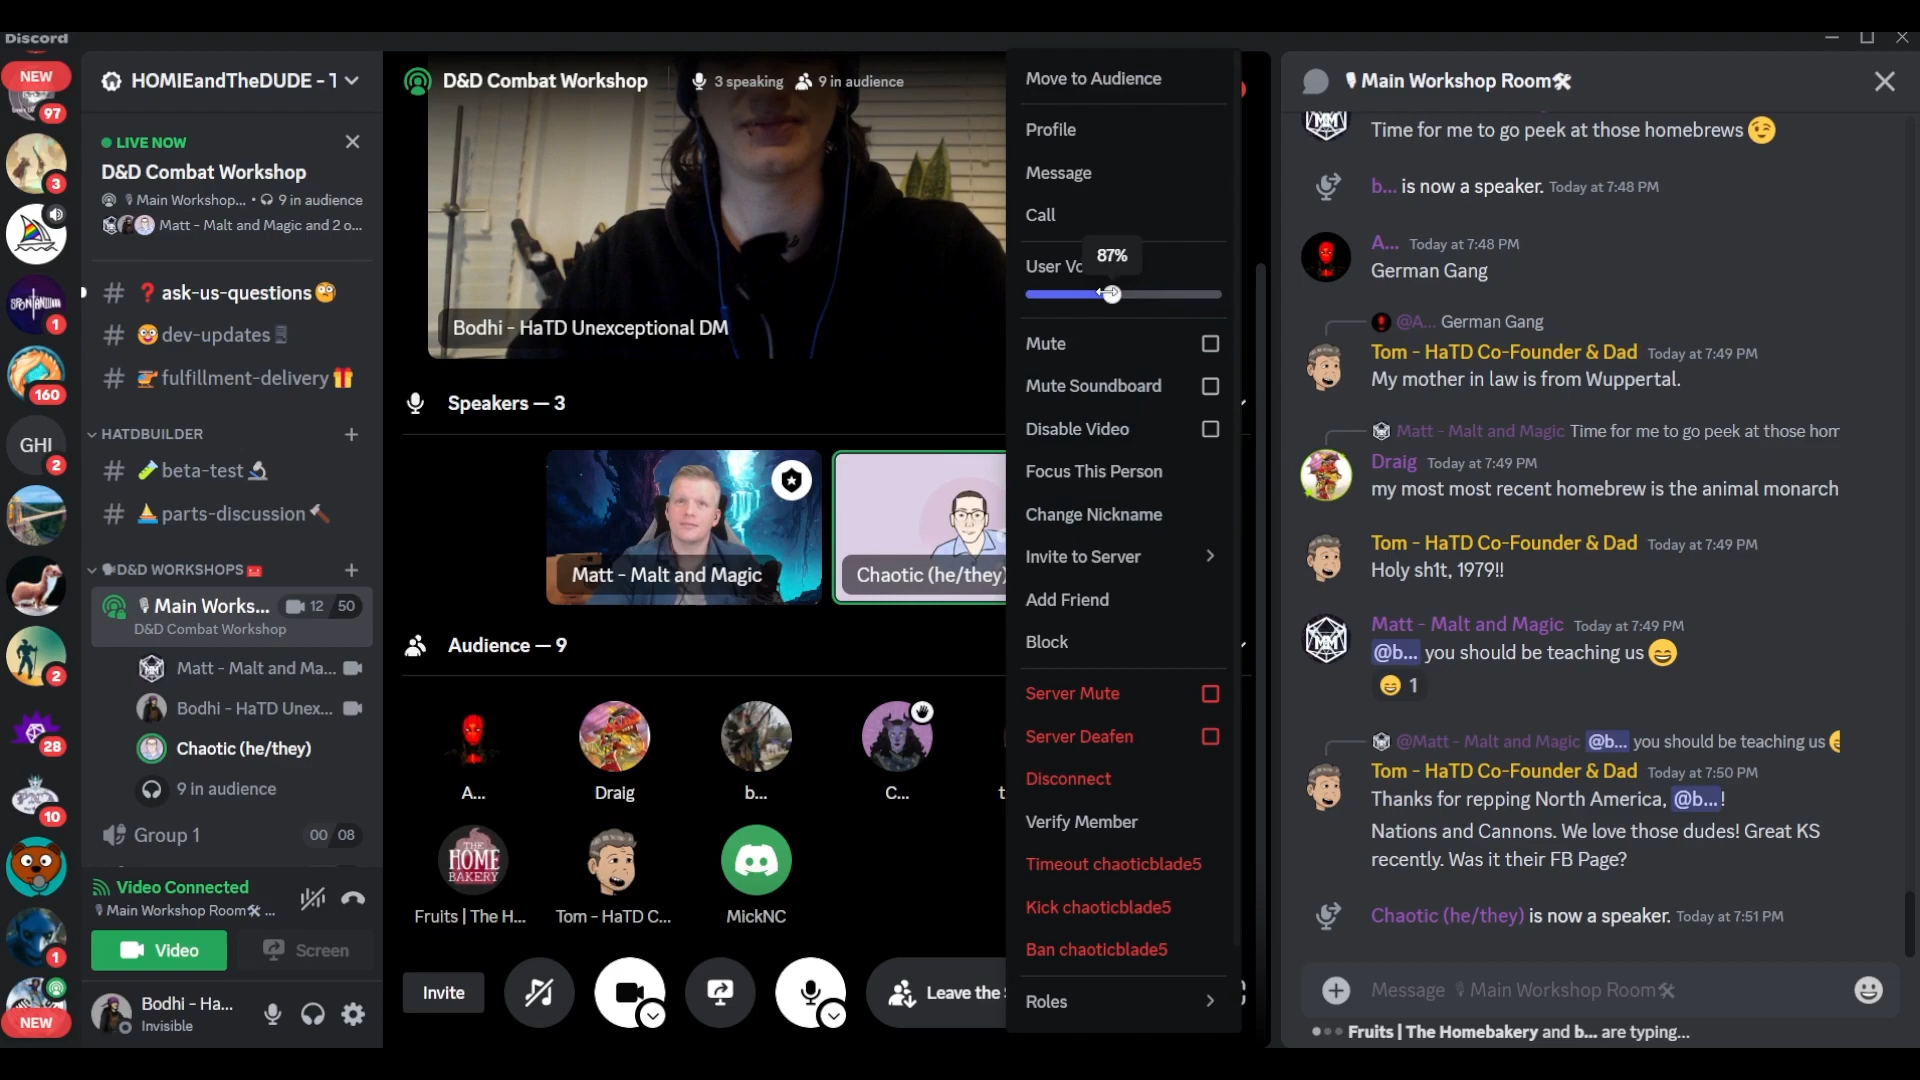 Discord
NEW
97
3
1
160
GHI
2
2
28
10
1
NEW
HOMIEandTheDUDE - T
LIVE NOW
D&D Combat Workshop
Main Workshop... • 9 in audience
Matt - Malt and Magic and 2 o...
# ❓ask-us-questions🧐
# dev-updates
# fulfillment-delivery🎁
HATDBUILDER
# 🧪beta-test🔬
# ⛵parts-discussion🔨
D&D WORKSHOPS
🎙Main Works... 12 50
D&D Combat Workshop
Matt - Malt and Ma...
Bodhi - HaTD Unex...
Chaotic (he/they)
9 in audience
Group 1 00 08
Video Connected
🎙Main Workshop Room🛠 ...
Video
Screen
Bodhi - Ha...
Invisible
D&D Combat Workshop
3 speaking 9 in audience
Bodhi - HaTD Unexceptional DM
Speakers — 3
Matt - Malt and Magic
Chaotic (he/they)
Audience — 9
A...
Draig
b...
C...
Fruits | The H...
THE HOME BAKERY
Tom - HaTD C...
MickNC
Invite
Leave the
Move to Audience
Profile
Message
Call
User Vo
87%
Mute
Mute Soundboard
Disable Video
Focus This Person
Change Nickname
Invite to Server
Add Friend
Block
Server Mute
Server Deafen
Disconnect
Verify Member
Timeout chaoticblade5
Kick chaoticblade5
Ban chaoticblade5
Roles
🎙Main Workshop Room🛠
Time for me to go peek at those homebrews 😉
b... is now a speaker. Today at 7:48 PM
A... Today at 7:48 PM
German Gang
@A... German Gang
Tom - HaTD Co-Founder & Dad Today at 7:49 PM
My mother in law is from Wuppertal.
Matt - Malt and Magic Time for me to go peek at those hom
Draig Today at 7:49 PM
my most most recent homebrew is the animal monarch
Tom - HaTD Co-Founder & Dad Today at 7:49 PM
Holy sh1t, 1979!!
Matt - Malt and Magic Today at 7:49 PM
@b... you should be teaching us 😄
😄 1
@Matt - Malt and Magic @b... you should be teaching us
Tom - HaTD Co-Founder & Dad Today at 7:50 PM
Thanks for repping North America, @b...!
Nations and Cannons. We love those dudes! Great KS
recently. Was it their FB Page?
Chaotic (he/they) is now a speaker. Today at 7:51 PM
Message 🎙Main Workshop Room🛠
Fruits | The Homebakery and b... are typing...